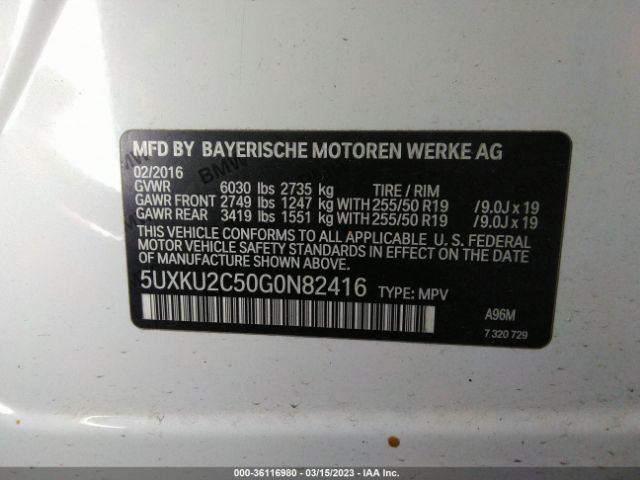 MFD BY BAYERISCHE MOTOREN WERKE AG
02/2016
GVWR 6030 lbs 2735 kg TIRE / RIM
GAWR FRONT 2749 lbs 1247 kg WITH 255/50 R19 /9.0J x 19
GAWR REAR 3419 lbs 1551 kg WITH 255/50 R19 /9.0J x 19
THIS VEHICLE CONFORMS TO ALL APPLICABLE U. S. FEDERAL
MOTOR VEHICLE SAFETY STANDARDS IN EFFECT ON THE DATE OF
MANUFACTURE SHOWN ABOVE.
5UXKU2C50G0N82416 TYPE: MPV
A96M
7 320 729
000-36116980 - 03/15/2023 - IAA Inc.